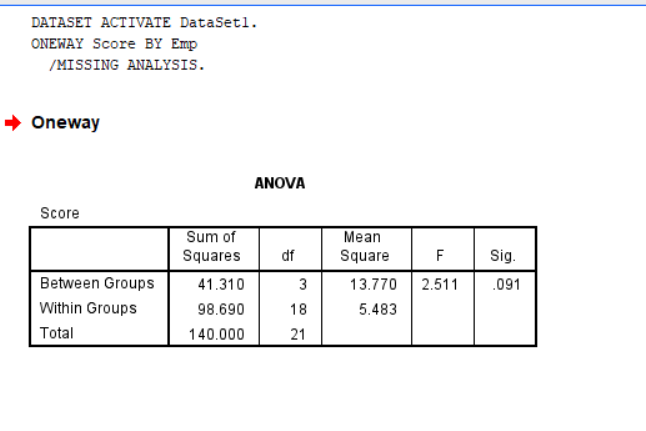 DATASET ACTIVATE DataSet1.
ONEWAY Score BY Emp
/MISSING ANALYSIS.
Oneway
ANOVA
Score
Sum of Squares df Mean Square F Sig.
Between Groups 41.310 3 13.770 2.511 .091
Within Groups 98.690 18 5.483
Total 140.000 21